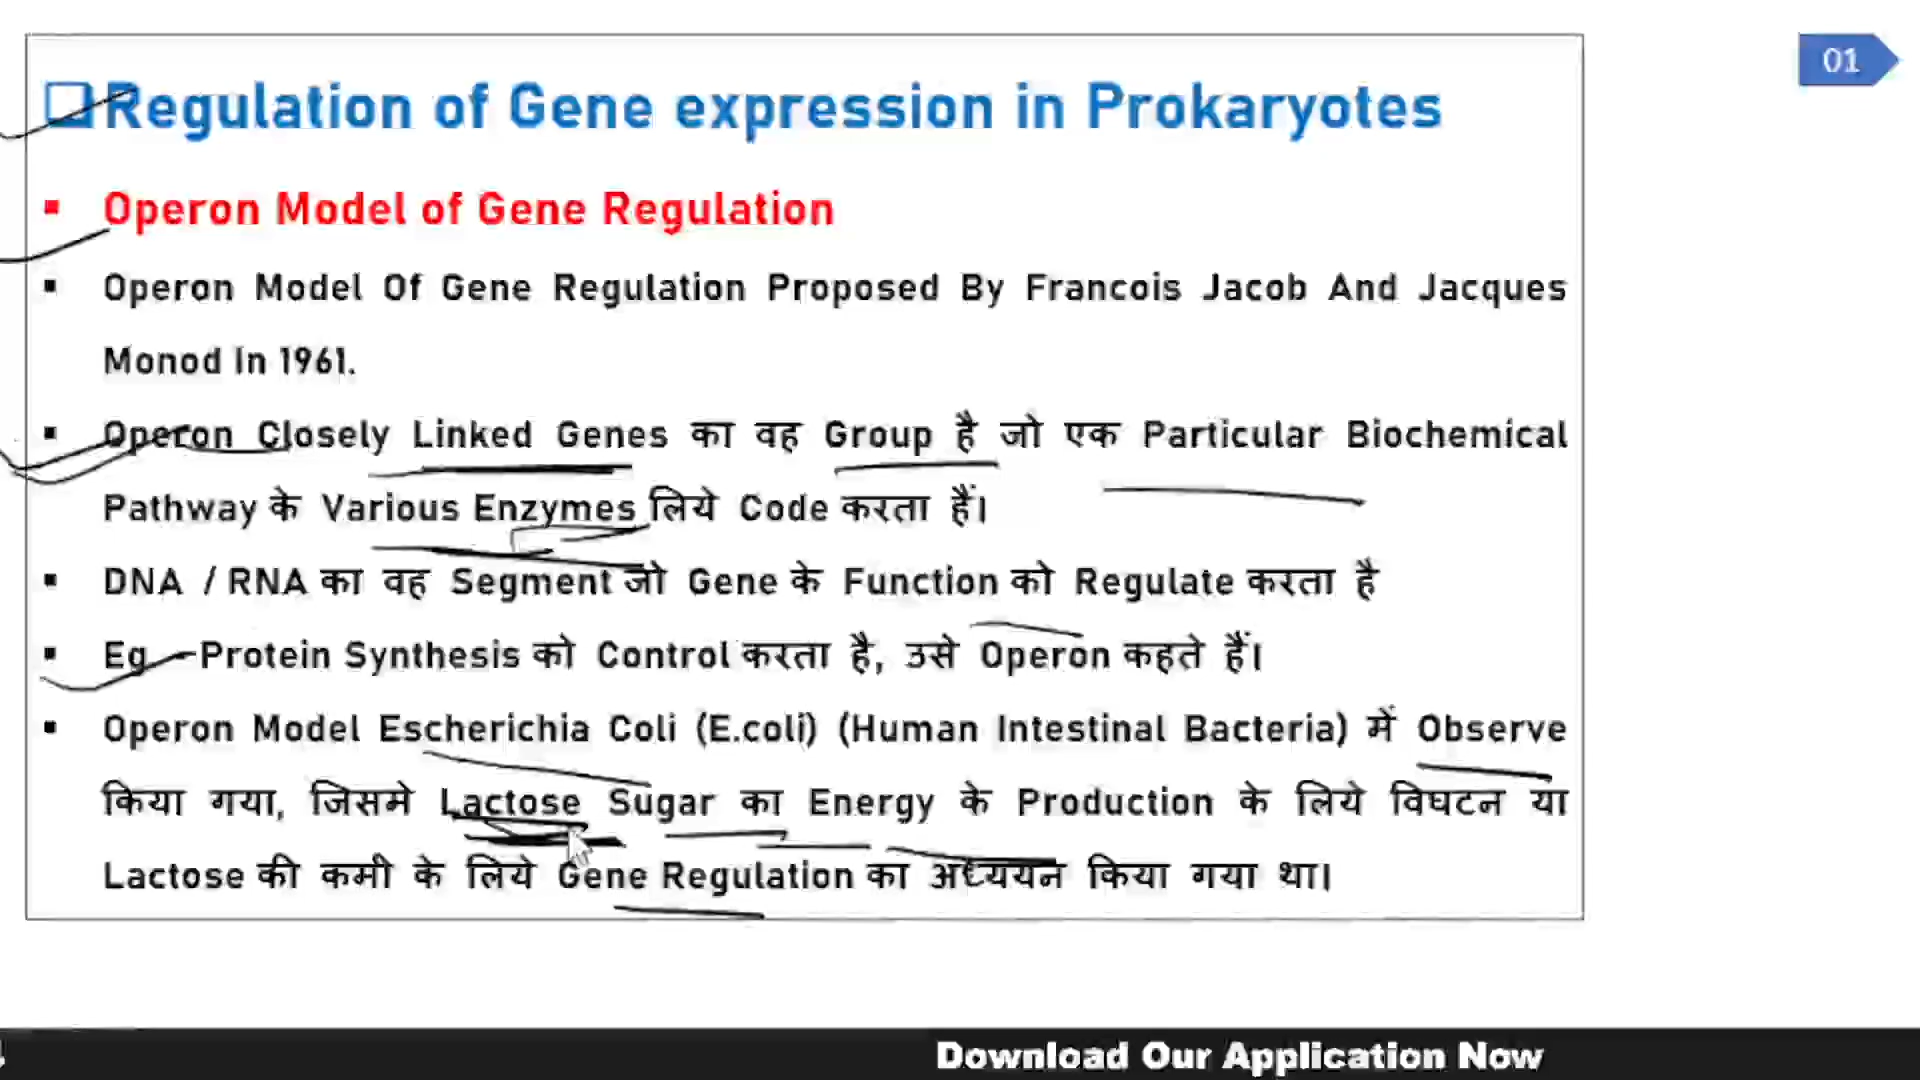 01
Regulation of Gene expression in Prokaryotes
Operon Model of Gene Regulation
Operon Model Of Gene Regulation Proposed By Francois Jacob And Jacques
Monod In 1961.
Operon Closely Linked Genes का वह Group है जो एक Particular Biochemical
Pathway के Various Enzymes लिये Code करता हैं।
DNA / RNA का वह Segment जो Gene के Function को Regulate करता है
Eg – Protein Synthesis को Control करता है, उसे Operon कहते हैं।
Operon Model Escherichia Coli (E.coli) (Human Intestinal Bacteria) में Observe
किया गया, जिसमे Lactose Sugar का Energy के Production के लिये विघटन या
Lactose की कमी के लिये Gene Regulation का अध्ययन किया गया था।
Download Our Application Now